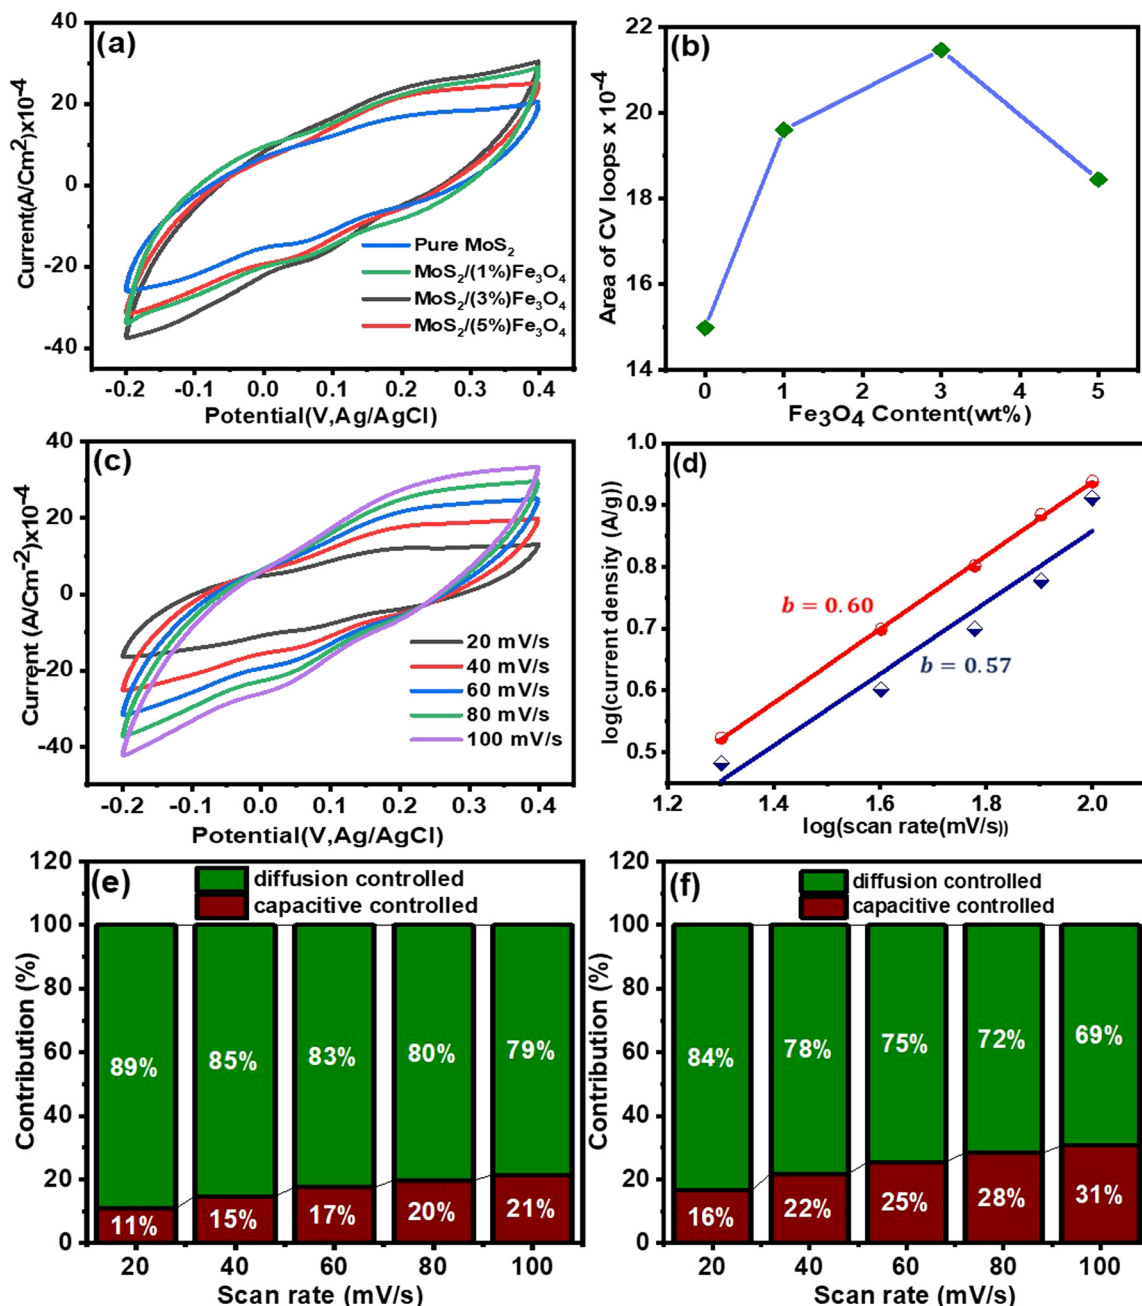 (a)
40
20
0
-20
-40
Current(A/Cm²)x10⁻⁴
Pure MoS₂
MoS₂/(1%)Fe₃O₄
MoS₂/(3%)Fe₃O₄
MoS₂/(5%)Fe₃O₄
-0.2 -0.1 0.0 0.1 0.2 0.3 0.4
Potential(V,Ag/AgCl)
(b)
22
20
18
16
14
Area of CV loops x 10⁻⁴
0 1 2 3 4 5
Fe₃O₄ Content(wt%)
(c)
40
20
0
-20
-40
Current (A/Cm⁻²)x10⁻⁴
20 mV/s
40 mV/s
60 mV/s
80 mV/s
100 mV/s
-0.2 -0.1 0.0 0.1 0.2 0.3 0.4
Potential(V,Ag/AgCl)
(d)
1.0
0.9
0.8
0.7
0.6
0.5
log(current density (A/g))
b = 0.60
b = 0.57
1.2 1.4 1.6 1.8 2.0
log(scan rate(mV/s))
(e)
diffusion controlled
capacitive controlled
120
100
80
60
40
20
0
Contribution (%)
89% 85% 83% 80% 79%
11% 15% 17% 20% 21%
20 40 60 80 100
Scan rate (mV/s)
(f)
diffusion controlled
capacitive controlled
120
100
80
60
40
20
0
Contribution (%)
84% 78% 75% 72% 69%
16% 22% 25% 28% 31%
20 40 60 80 100
Scan rate (mV/s)